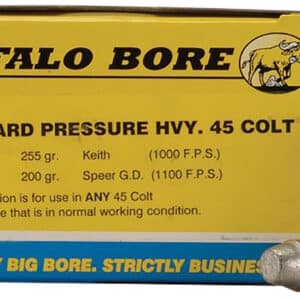 FALO BORE
ARD PRESSURE HVY. 45 COLT
255 gr. Keith (1000 F.P.S.)
200 gr. Speer G.D. (1100 F.P.S.)
ion is for use in ANY 45 Colt
e that is in normal working condition.
BIG BORE. STRICTLY BUSINES